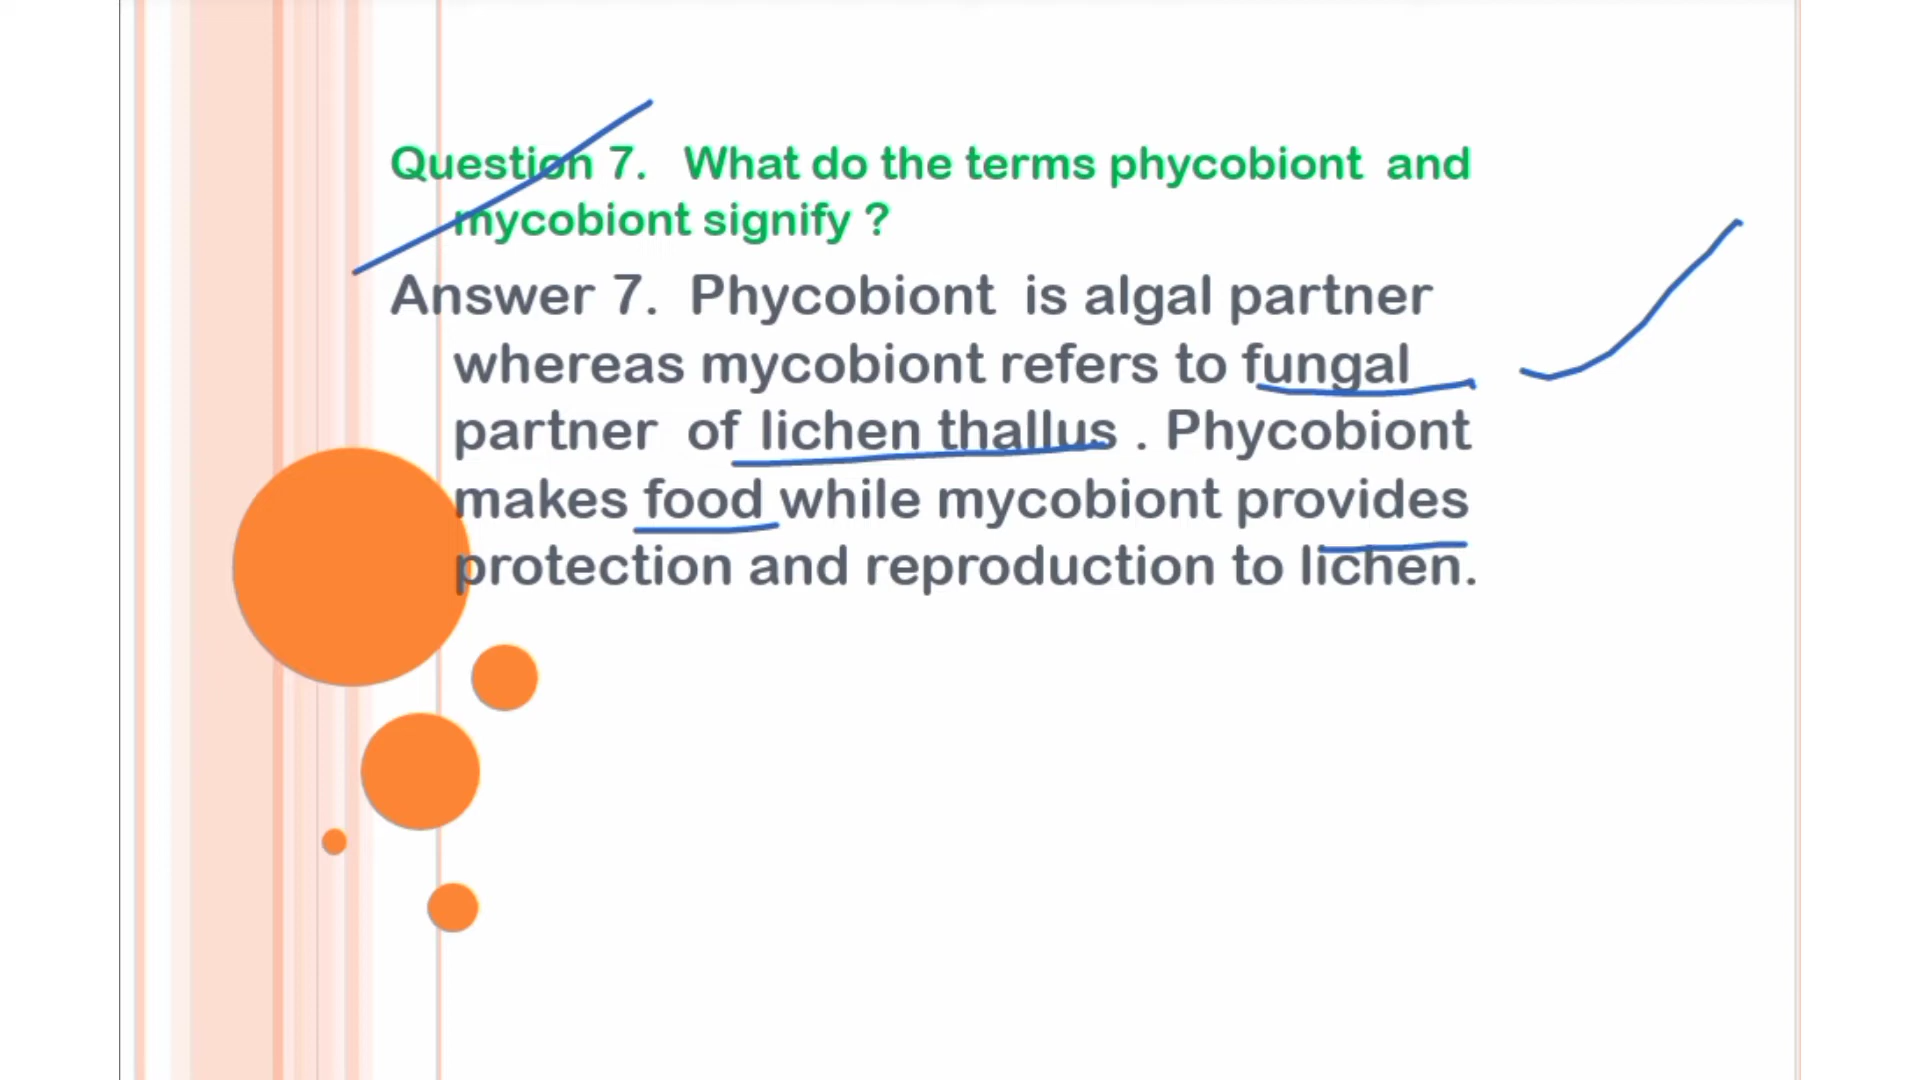 Question 7. What do the terms phycobiont and
mycobiont signify ?
Answer 7. Phycobiont is algal partner
whereas mycobiont refers to fungal
partner of lichen thallus . Phycobiont
makes food while mycobiont provides
protection and reproduction to lichen.